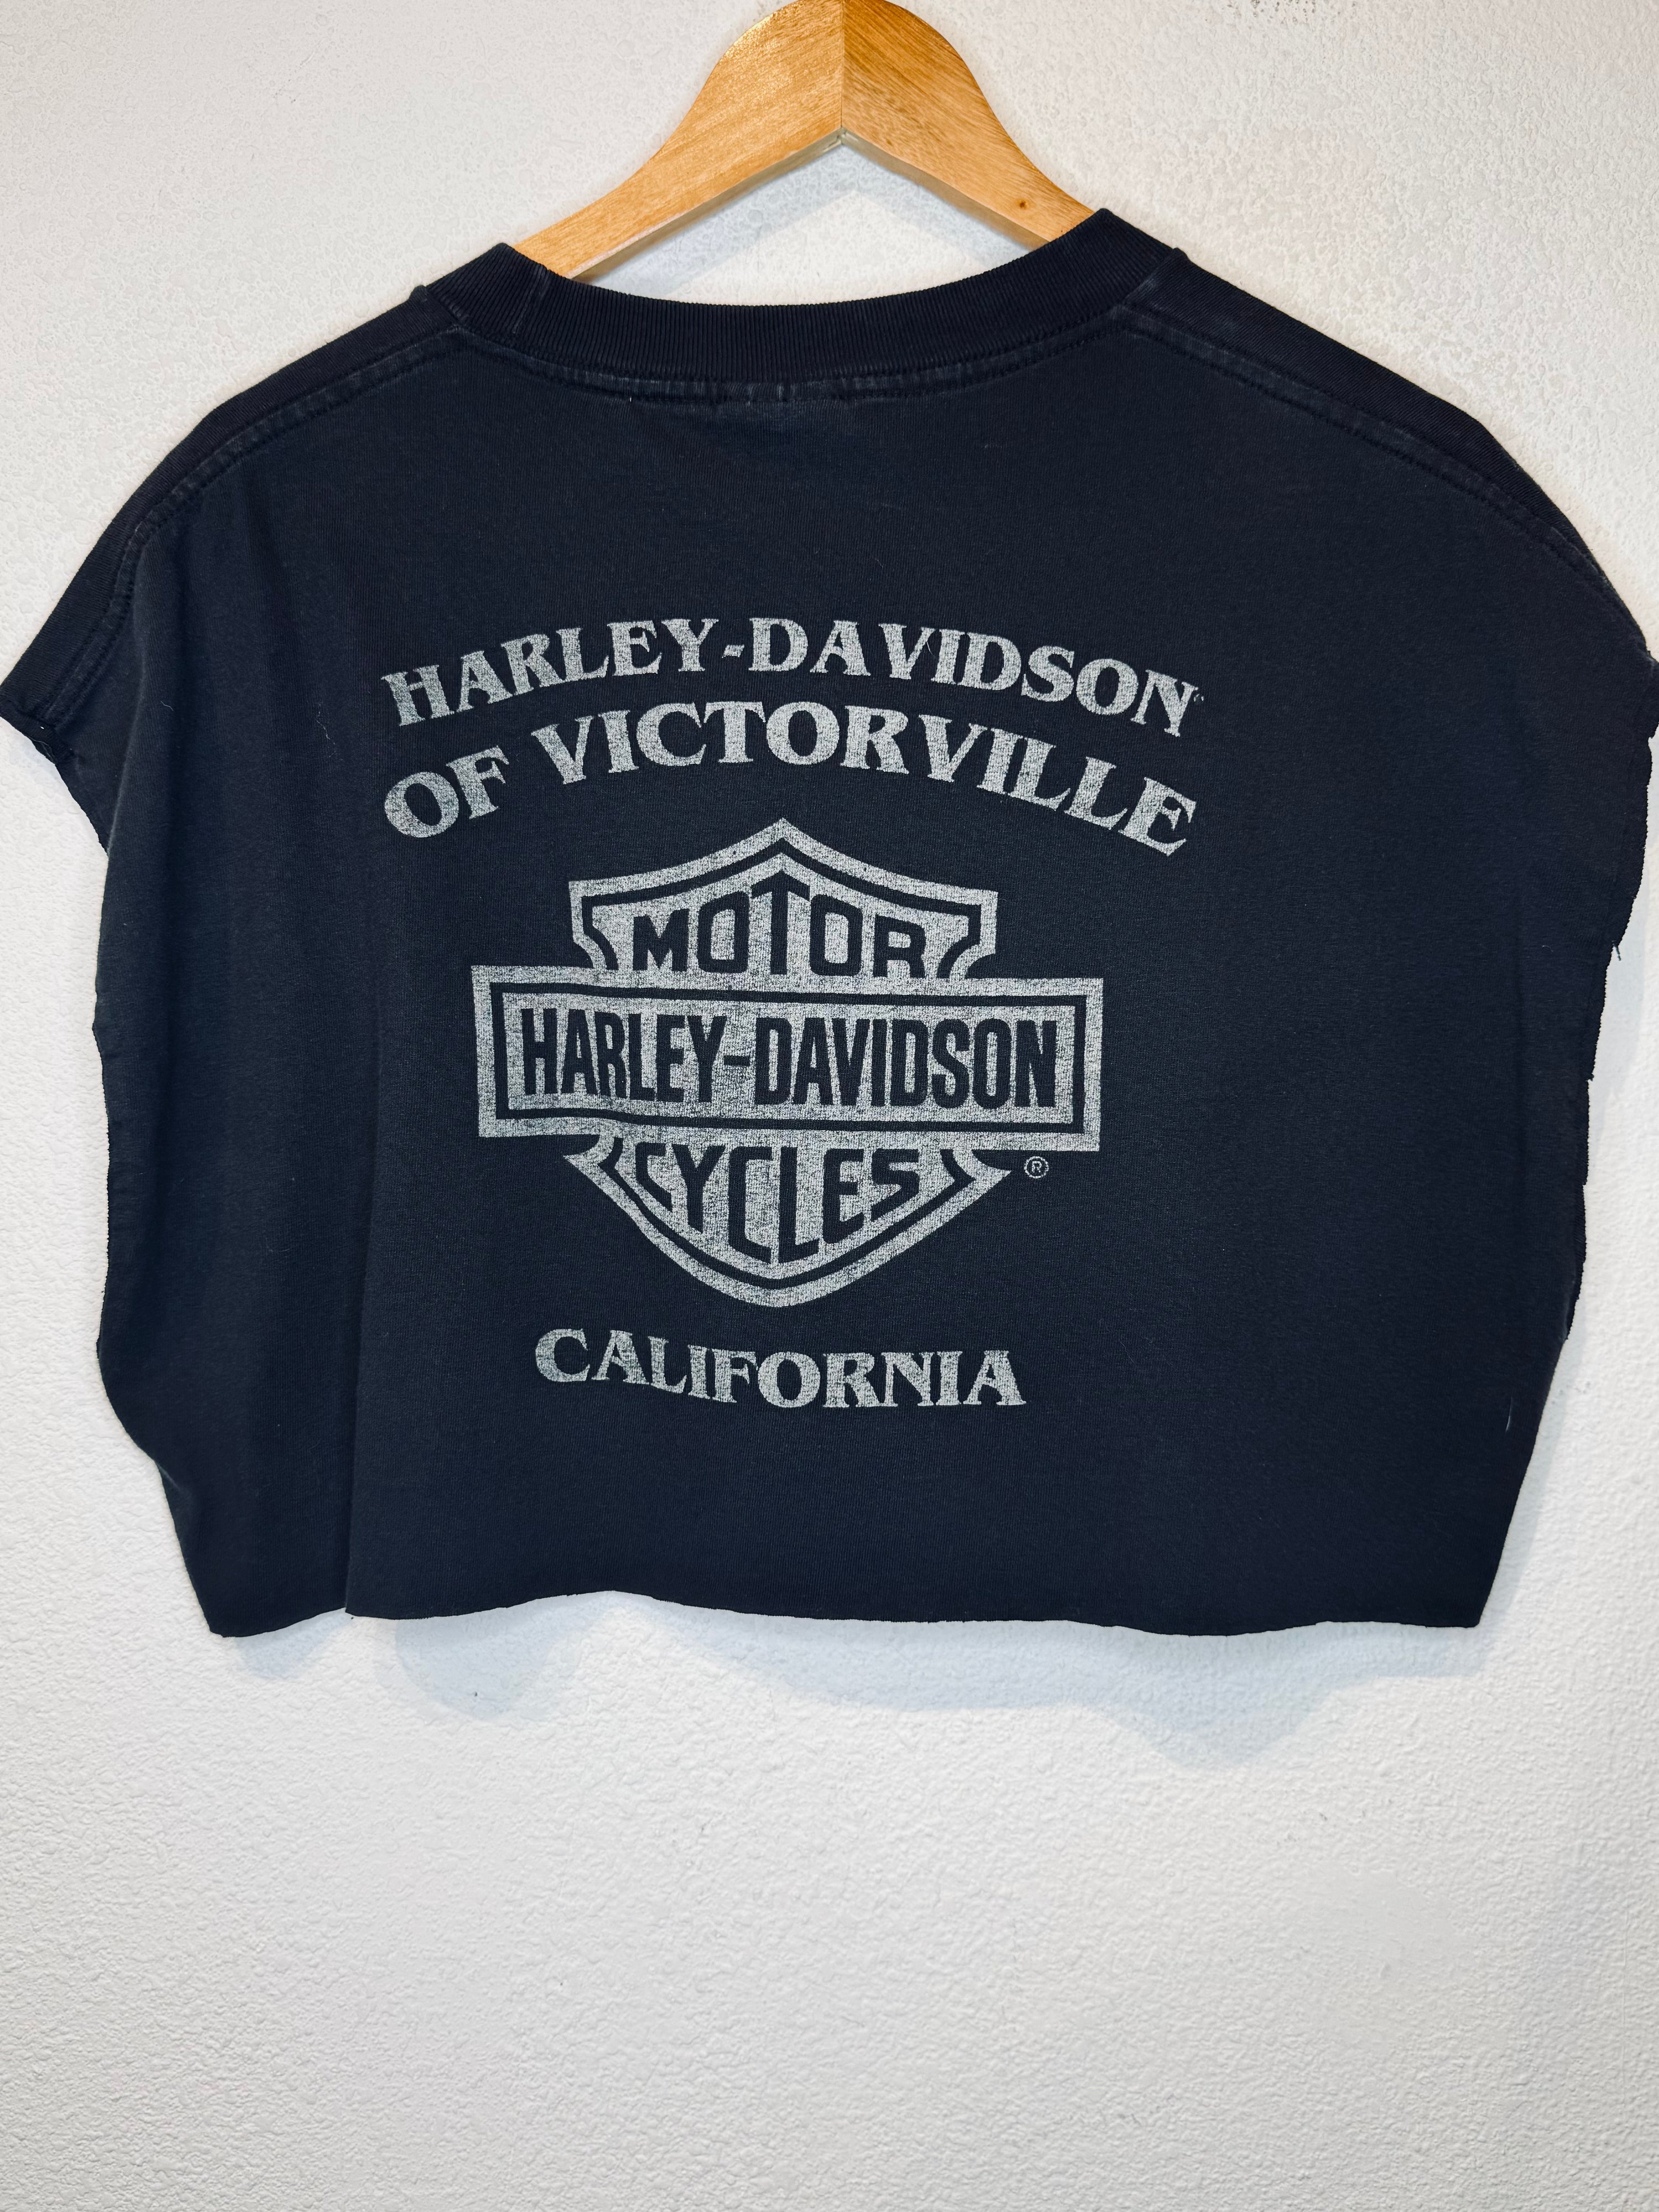 HARLEY-DAVIDSON
OF VICTORVILLE
MOTOR
HARLEY-DAVIDSON
CYCLES
®
CALIFORNIA